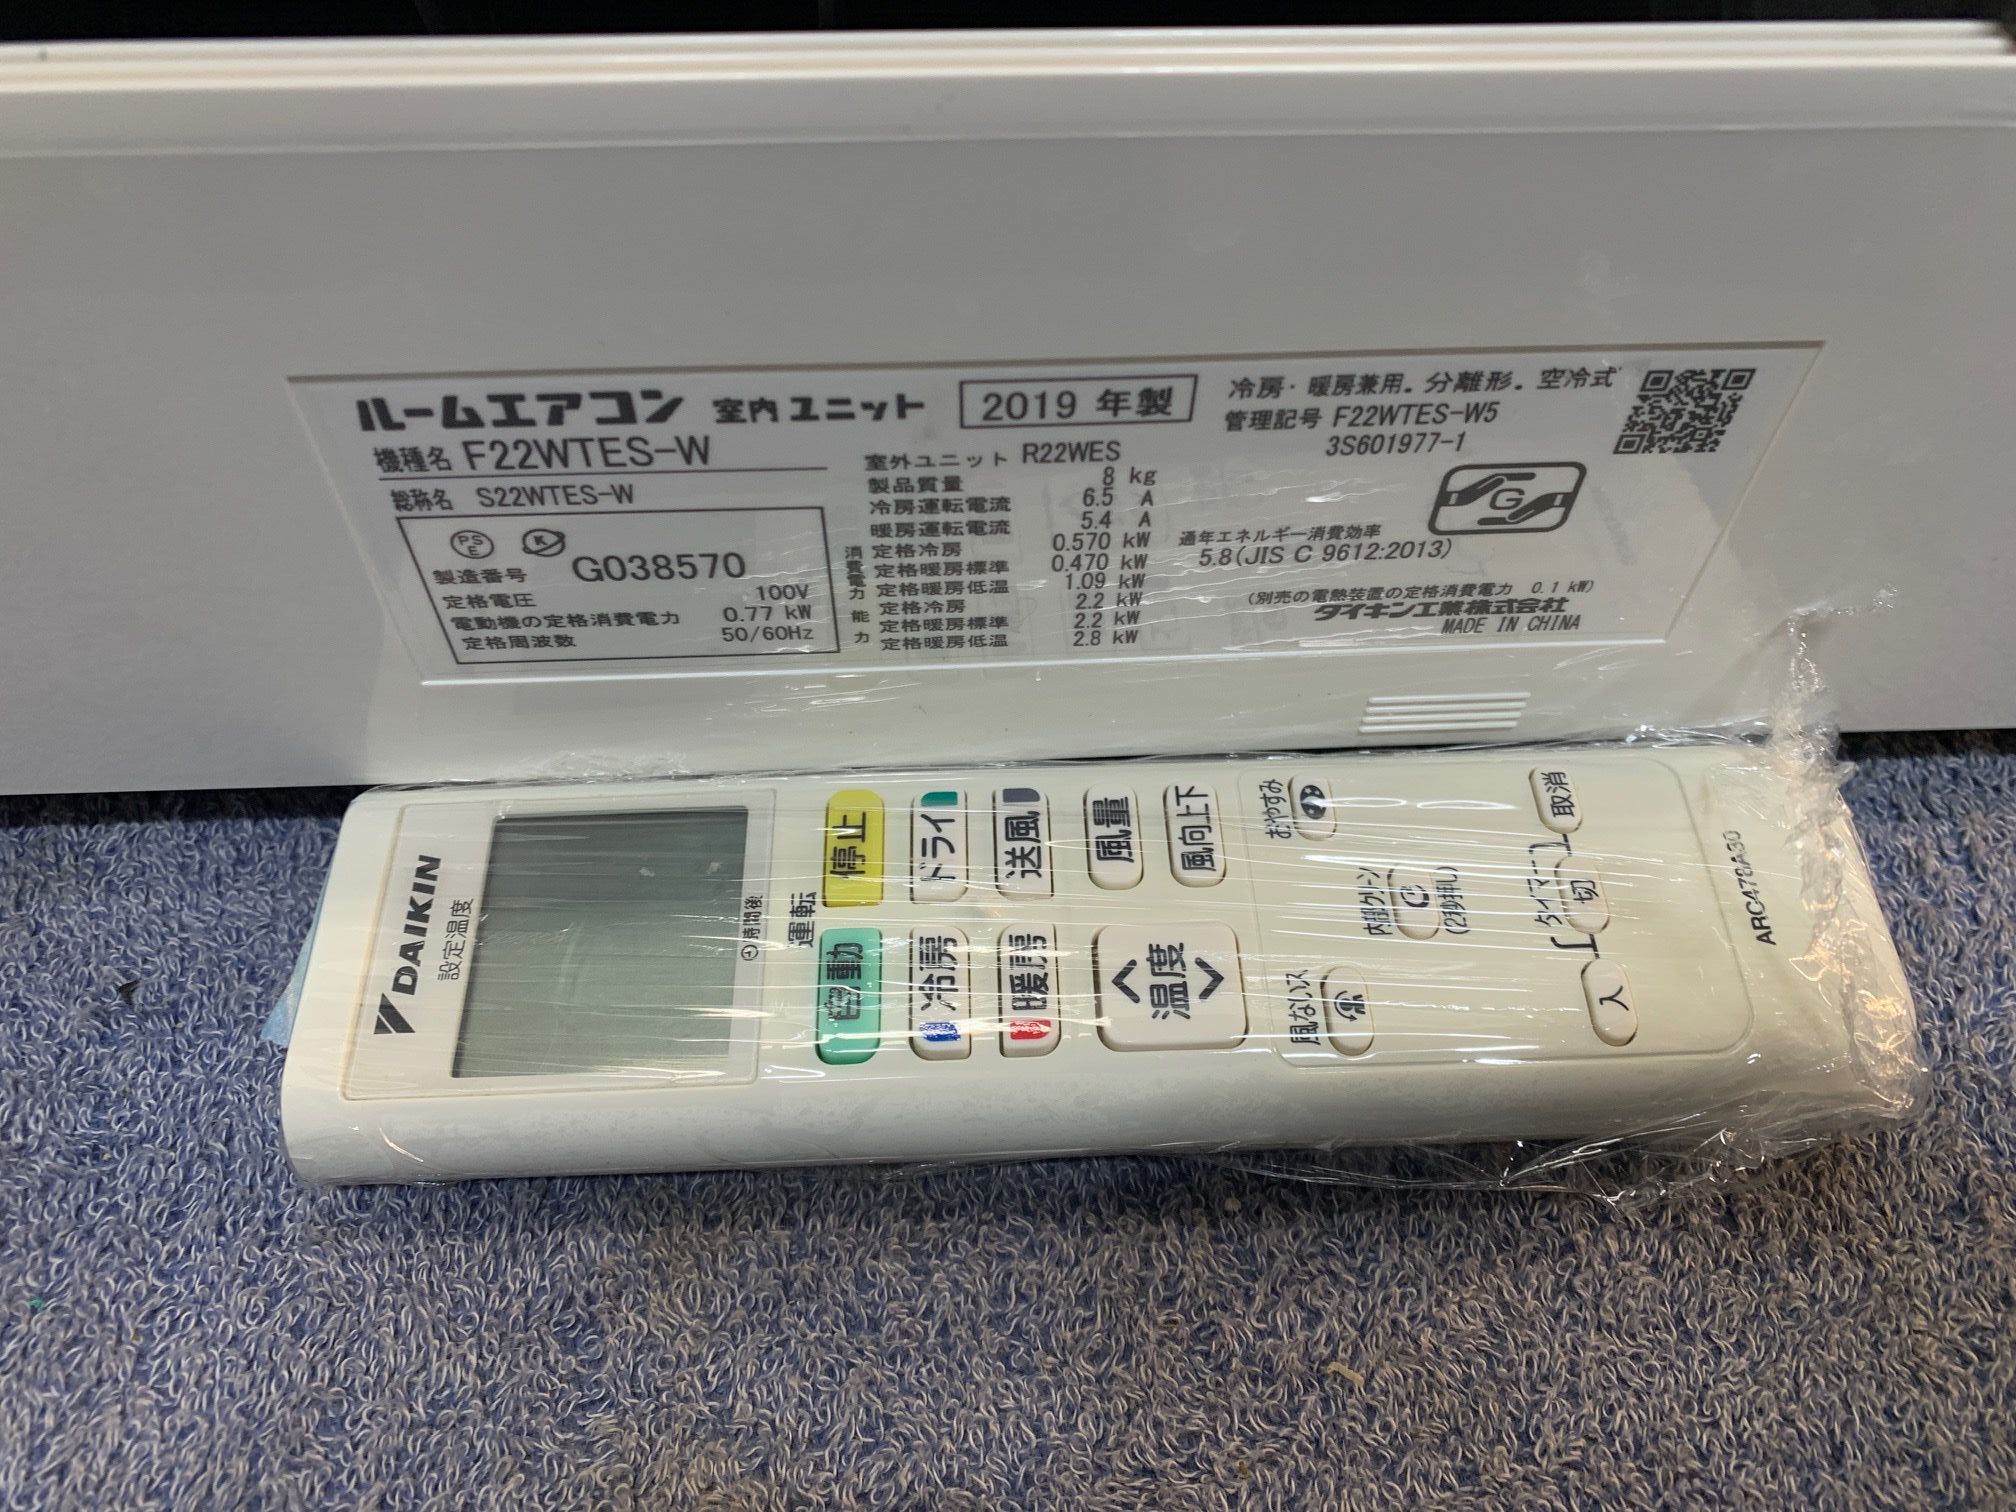 ルームエアコン 室内ユニット
2019 年製
機種名 F22WTES-W
総称名 S22WTES-W
PS
E
製造番号 G038570
定格電圧 100V
電動機の定格消費電力 0.77 kW
定格周波数 50/60Hz
室外ユニット R22WES
製品質量 8 kg
冷房運転電流 6.5 A
暖房運転電流 5.4 A
消費電力 定格冷房 0.570 kW
定格暖房標準 0.470 kW
定格暖房低温 1.09 kW
能力 定格冷房 2.2 kW
定格暖房標準 2.2 kW
定格暖房低温 2.8 kW
冷房・暖房兼用．分離形．空冷式
管理記号 F22WTES-W5
3S601977-1
G
通年エネルギー消費効率
5.8(JIS C 9612:2013)
(別売の電熱装置の定格消費電力 0.1 kW)
ダイキン工業株式会社
MADE IN CHINA
DAIKIN
設定温度
時間後
運転
停止
自動
ドライ
冷房
送風
暖房
風量
風向上下
温度
おやすみ
内部クリーン
(2秒押し)
風ないス
取消
タイマー
切
入
ARC478A30